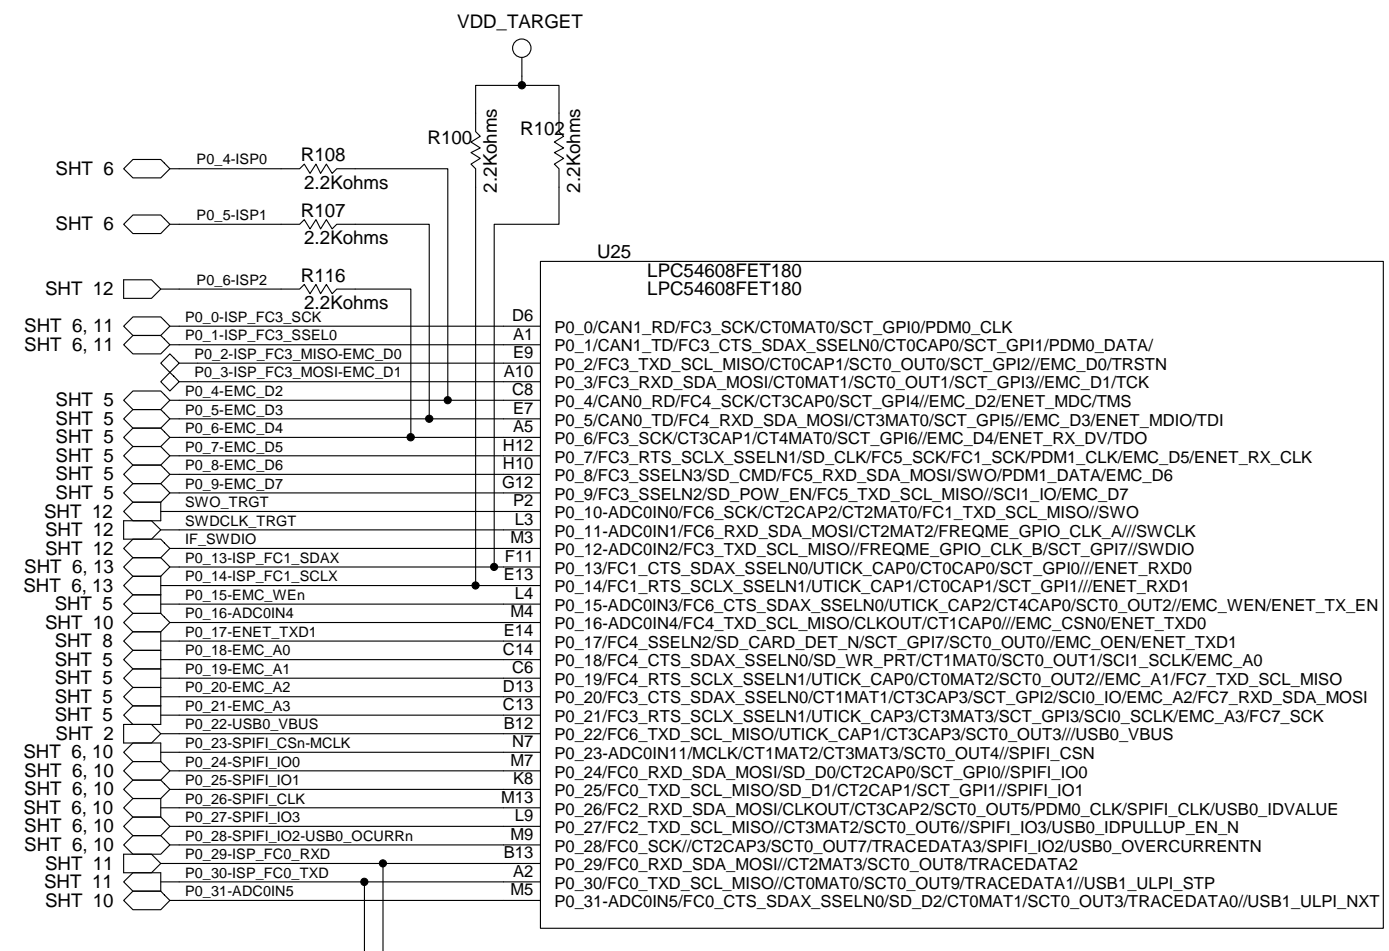 VDD_TARGET
R100
2.2Kohms
R102
2.2Kohms
SHT 6 P0_4-ISP0 R108
2.2Kohms
SHT 6 P0_5-ISP1 R107
2.2Kohms
SHT 12 P0_6-ISP2 R116
2.2Kohms
U25
LPC54608FET180
LPC54608FET180
SHT 6, 11 P0_0-ISP_FC3_SCK D6 P0_0/CAN1_RD/FC3_SCK/CT0MAT0/SCT_GPI0/PDM0_CLK
SHT 6, 11 P0_1-ISP_FC3_SSEL0 A1 P0_1/CAN1_TD/FC3_CTS_SDAX_SSELN0/CT0CAP0/SCT_GPI1/PDM0_DATA/
P0_2-ISP_FC3_MISO-EMC_D0 E9 P0_2/FC3_TXD_SCL_MISO/CT0CAP1/SCT0_OUT0/SCT_GPI2//EMC_D0/TRSTN
P0_3-ISP_FC3_MOSI-EMC_D1 A10 P0_3/FC3_RXD_SDA_MOSI/CT0MAT1/SCT0_OUT1/SCT_GPI3//EMC_D1/TCK
SHT 5 P0_4-EMC_D2 C8 P0_4/CAN0_RD/FC4_SCK/CT3CAP0/SCT_GPI4//EMC_D2/ENET_MDC/TMS
SHT 5 P0_5-EMC_D3 E7 P0_5/CAN0_TD/FC4_RXD_SDA_MOSI/CT3MAT0/SCT_GPI5//EMC_D3/ENET_MDIO/TDI
SHT 5 P0_6-EMC_D4 A5 P0_6/FC3_SCK/CT3CAP1/CT4MAT0/SCT_GPI6//EMC_D4/ENET_RX_DV/TDO
SHT 5 P0_7-EMC_D5 H12 P0_7/FC3_RTS_SCLX_SSELN1/SD_CLK/FC5_SCK/FC1_SCK/PDM1_CLK/EMC_D5/ENET_RX_CLK
SHT 5 P0_8-EMC_D6 H10 P0_8/FC3_SSELN3/SD_CMD/FC5_RXD_SDA_MOSI/SWO/PDM1_DATA/EMC_D6
SHT 5 P0_9-EMC_D7 G12 P0_9/FC3_SSELN2/SD_POW_EN/FC5_TXD_SCL_MISO//SCI1_IO/EMC_D7
SHT 12 SWO_TRGT P2 P0_10-ADC0IN0/FC6_SCK/CT2CAP2/CT2MAT0/FC1_TXD_SCL_MISO//SWO
SHT 12 SWDCLK_TRGT L3 P0_11-ADC0IN1/FC6_RXD_SDA_MOSI/CT2MAT2/FREQME_GPIO_CLK_A///SWCLK
SHT 12 IF_SWDIO M3 P0_12-ADC0IN2/FC3_TXD_SCL_MISO//FREQME_GPIO_CLK_B/SCT_GPI7//SWDIO
SHT 6, 13 P0_13-ISP_FC1_SDAX F11 P0_13/FC1_CTS_SDAX_SSELN0/UTICK_CAP0/CT0CAP0/SCT_GPI0///ENET_RXD0
SHT 6, 13 P0_14-ISP_FC1_SCLX E13 P0_14/FC1_RTS_SCLX_SSELN1/UTICK_CAP1/CT0CAP1/SCT_GPI1///ENET_RXD1
SHT 5 P0_15-EMC_WEn L4 P0_15-ADC0IN3/FC6_CTS_SDAX_SSELN0/UTICK_CAP2/CT4CAP0/SCT0_OUT2//EMC_WEN/ENET_TX_EN
SHT 10 P0_16-ADC0IN4 M4 P0_16-ADC0IN4/FC4_TXD_SCL_MISO/CLKOUT/CT1CAP0///EMC_CSN0/ENET_TXD0
SHT 8 P0_17-ENET_TXD1 E14 P0_17/FC4_SSELN2/SD_CARD_DET_N/SCT_GPI7/SCT0_OUT0//EMC_OEN/ENET_TXD1
SHT 5 P0_18-EMC_A0 C14 P0_18/FC4_CTS_SDAX_SSELN0/SD_WR_PRT/CT1MAT0/SCT0_OUT1/SCI1_SCLK/EMC_A0
SHT 5 P0_19-EMC_A1 C6 P0_19/FC4_RTS_SCLX_SSELN1/UTICK_CAP0/CT0MAT2/SCT0_OUT2//EMC_A1/FC7_TXD_SCL_MISO
SHT 5 P0_20-EMC_A2 D13 P0_20/FC3_CTS_SDAX_SSELN0/CT1MAT1/CT3CAP3/SCT_GPI2/SCI0_IO/EMC_A2/FC7_RXD_SDA_MOSI
SHT 5 P0_21-EMC_A3 C13 P0_21/FC3_RTS_SCLX_SSELN1/UTICK_CAP3/CT3MAT3/SCT_GPI3/SCI0_SCLK/EMC_A3/FC7_SCK
SHT 2 P0_22-USB0_VBUS B12 P0_22/FC6_TXD_SCL_MISO/UTICK_CAP1/CT3CAP3/SCT0_OUT3///USB0_VBUS
SHT 6, 10 P0_23-SPIFI_CSn-MCLK N7 P0_23-ADC0IN11/MCLK/CT1MAT2/CT3MAT3/SCT0_OUT4//SPIFI_CSN
SHT 6, 10 P0_24-SPIFI_IO0 M7 P0_24/FC0_RXD_SDA_MOSI/SD_D0/CT2CAP0/SCT_GPI0//SPIFI_IO0
SHT 6, 10 P0_25-SPIFI_IO1 K8 P0_25/FC0_TXD_SCL_MISO/SD_D1/CT2CAP1/SCT_GPI1//SPIFI_IO1
SHT 6, 10 P0_26-SPIFI_CLK M13 P0_26/FC2_RXD_SDA_MOSI/CLKOUT/CT3CAP2/SCT0_OUT5/PDM0_CLK/SPIFI_CLK/USB0_IDVALUE
SHT 6, 10 P0_27-SPIFI_IO3 L9 P0_27/FC2_TXD_SCL_MISO//CT3MAT2/SCT0_OUT6//SPIFI_IO3/USB0_IDPULLUP_EN_N
SHT 6, 10 P0_28-SPIFI_IO2-USB0_OCURRn M9 P0_28/FC0_SCK//CT2CAP3/SCT0_OUT7/TRACEDATA3/SPIFI_IO2/USB0_OVERCURRENTN
SHT 11 P0_29-ISP_FC0_RXD B13 P0_29/FC0_RXD_SDA_MOSI//CT2MAT3/SCT0_OUT8/TRACEDATA2
SHT 11 P0_30-ISP_FC0_TXD A2 P0_30/FC0_TXD_SCL_MISO//CT0MAT0/SCT0_OUT9/TRACEDATA1//USB1_ULPI_STP
SHT 10 P0_31-ADC0IN5 M5 P0_31-ADC0IN5/FC0_CTS_SDAX_SSELN0/SD_D2/CT0MAT1/SCT0_OUT3/TRACEDATA0//USB1_ULPI_NXT